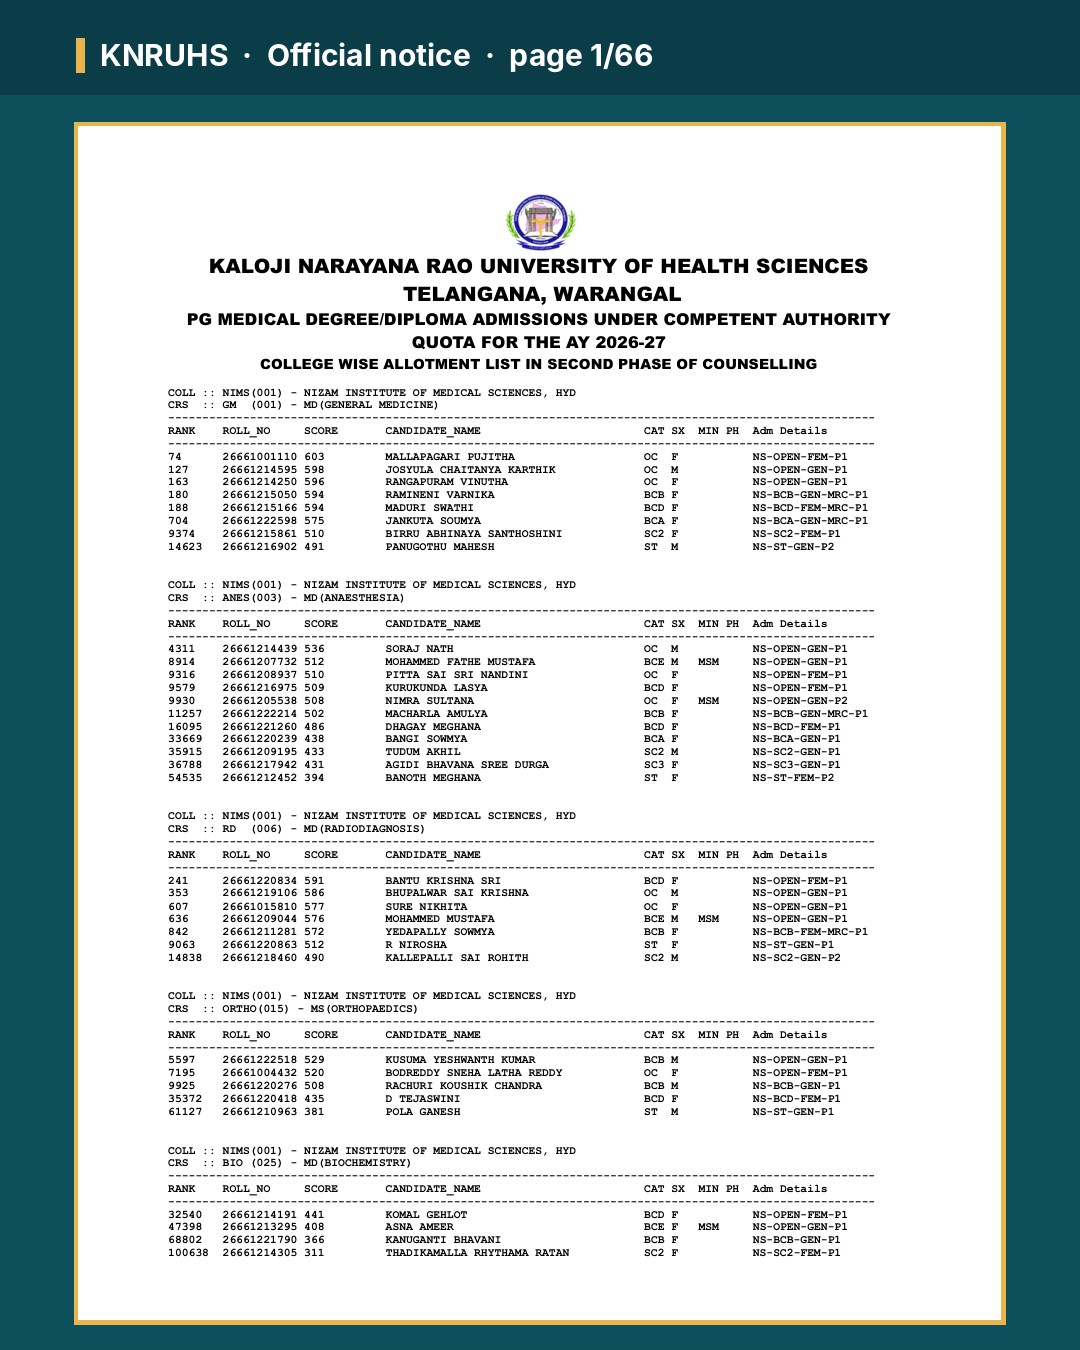 KNRUHS · Official notice · page 1/66
KALOJI NARAYANA RAO UNIVERSITY OF HEALTH SCIENCES
TELANGANA, WARANGAL
PG MEDICAL DEGREE/DIPLOMA ADMISSIONS UNDER COMPETENT AUTHORITY
QUOTA FOR THE AY 2026-27
COLLEGE WISE ALLOTMENT LIST IN SECOND PHASE OF COUNSELLING
COLL :: NIMS(001) - NIZAM INSTITUTE OF MEDICAL SCIENCES, HYD
CRS :: GM (001) - MD(GENERAL MEDICINE)
RANK ROLL_NO SCORE CANDIDATE_NAME CAT SX MIN PH Adm Details
74 26661001110 603 MALLAPAGARI PUJITHA OC F NS-OPEN-FEM-P1
127 26661214595 598 JOSYULA CHAITANYA KARTHIK OC M NS-OPEN-GEN-P1
163 26661214250 596 RANGAPURAM VINUTHA OC F NS-OPEN-GEN-P1
180 26661215050 594 RAMINENI VARNIKA BCB F NS-BCB-GEN-MRC-P1
188 26661215166 594 MADURI SWATHI BCD F NS-BCD-FEM-MRC-P1
704 26661222598 575 JANKUTA SOUMYA BCA F NS-BCA-GEN-MRC-P1
9374 26661215861 510 BIRRU ABHINAYA SANTHOSHINI SC2 F NS-SC2-FEM-P1
14623 26661216902 491 PANUGOTHU MAHESH ST M NS-ST-GEN-P2
COLL :: NIMS(001) - NIZAM INSTITUTE OF MEDICAL SCIENCES, HYD
CRS :: ANES(003) - MD(ANAESTHESIA)
RANK ROLL_NO SCORE CANDIDATE_NAME CAT SX MIN PH Adm Details
4311 26661214439 536 SORAJ NATH OC M NS-OPEN-GEN-P1
8914 26661207732 512 MOHAMMED FATHE MUSTAFA BCE M MSM NS-OPEN-GEN-P1
9316 26661208937 510 PITTA SAI SRI NANDINI OC F NS-OPEN-FEM-P1
9579 26661216975 509 KURUKUNDA LASYA BCD F NS-OPEN-FEM-P1
9930 26661205538 508 NIMRA SULTANA OC F MSM NS-OPEN-GEN-P2
11257 26661222214 502 MACHARLA AMULYA BCB F NS-BCB-GEN-MRC-P1
16095 26661221260 486 DHAGAY MEGHANA BCD F NS-BCD-FEM-P1
33669 26661220239 438 BANGI SOWMYA BCA F NS-BCA-GEN-P1
35915 26661209195 433 TUDUM AKHIL SC2 M NS-SC2-GEN-P1
36788 26661217942 431 AGIDI BHAVANA SREE DURGA SC3 F NS-SC3-GEN-P1
54535 26661212452 394 BANOTH MEGHANA ST F NS-ST-FEM-P2
COLL :: NIMS(001) - NIZAM INSTITUTE OF MEDICAL SCIENCES, HYD
CRS :: RD (006) - MD(RADIODIAGNOSIS)
RANK ROLL_NO SCORE CANDIDATE_NAME CAT SX MIN PH Adm Details
241 26661220834 591 BANTU KRISHNA SRI BCD F NS-OPEN-FEM-P1
353 26661219106 586 BHUPALWAR SAI KRISHNA OC M NS-OPEN-GEN-P1
607 26661015810 577 SURE NIKHITA OC F NS-OPEN-GEN-P1
636 26661209044 576 MOHAMMED MUSTAFA BCE M MSM NS-OPEN-GEN-P1
842 26661211281 572 YEDAPALLY SOWMYA BCB F NS-BCB-FEM-MRC-P1
9063 26661220863 512 R NIROSHA ST F NS-ST-GEN-P1
14838 26661218460 490 KALLEPALLI SAI ROHITH SC2 M NS-SC2-GEN-P2
COLL :: NIMS(001) - NIZAM INSTITUTE OF MEDICAL SCIENCES, HYD
CRS :: ORTHO(015) - MS(ORTHOPAEDICS)
RANK ROLL_NO SCORE CANDIDATE_NAME CAT SX MIN PH Adm Details
5597 26661222518 529 KUSUMA YESHWANTH KUMAR BCB M NS-OPEN-GEN-P1
7195 26661004432 520 BODREDDY SNEHA LATHA REDDY OC F NS-OPEN-FEM-P1
9925 26661220276 508 RACHURI KOUSHIK CHANDRA BCB M NS-BCB-GEN-P1
35372 26661220418 435 D TEJASWINI BCD F NS-BCD-FEM-P1
61127 26661210963 381 POLA GANESH ST M NS-ST-GEN-P1
COLL :: NIMS(001) - NIZAM INSTITUTE OF MEDICAL SCIENCES, HYD
CRS :: BIO (025) - MD(BIOCHEMISTRY)
RANK ROLL_NO SCORE CANDIDATE_NAME CAT SX MIN PH Adm Details
32540 26661214191 441 KOMAL GEHLOT BCD F NS-OPEN-FEM-P1
47398 26661213295 408 ASNA AMEER BCE F MSM NS-OPEN-GEN-P1
68802 26661221790 366 KANUGANTI BHAVANI BCB F NS-BCB-GEN-P1
100638 26661214305 311 THADIKAMALLA RHYTHAMA RATAN SC2 F NS-SC2-FEM-P1